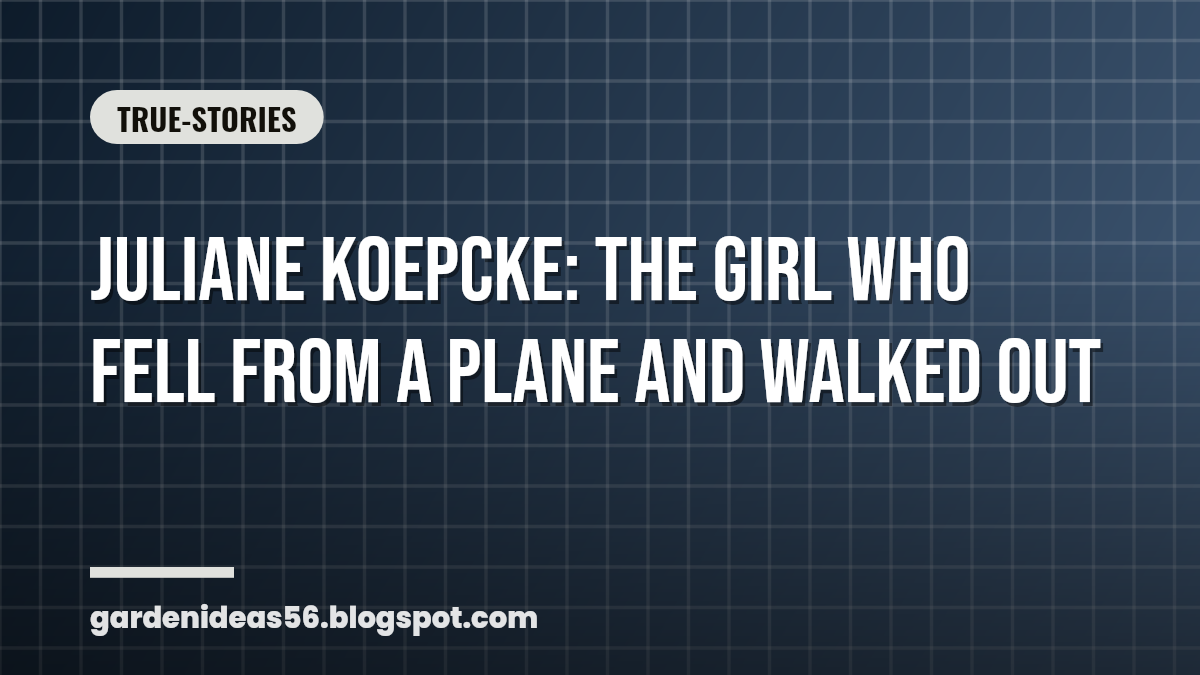 TRUE-STORIES
JULIANE KOEPCKE: THE GIRL WHO
FELL FROM A PLANE AND WALKED OUT
gardenideas56.blogspot.com